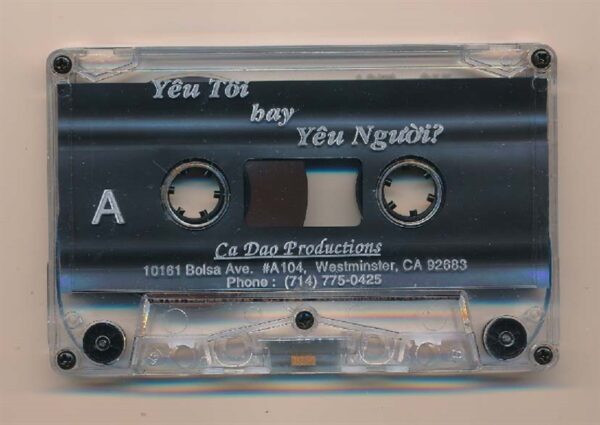 Yêu Tôi
hay
Yêu Người?
A
Ca Dao Productions
10161 Bolsa Ave. #A104, Westminster, CA 92683
Phone : (714) 775-0425